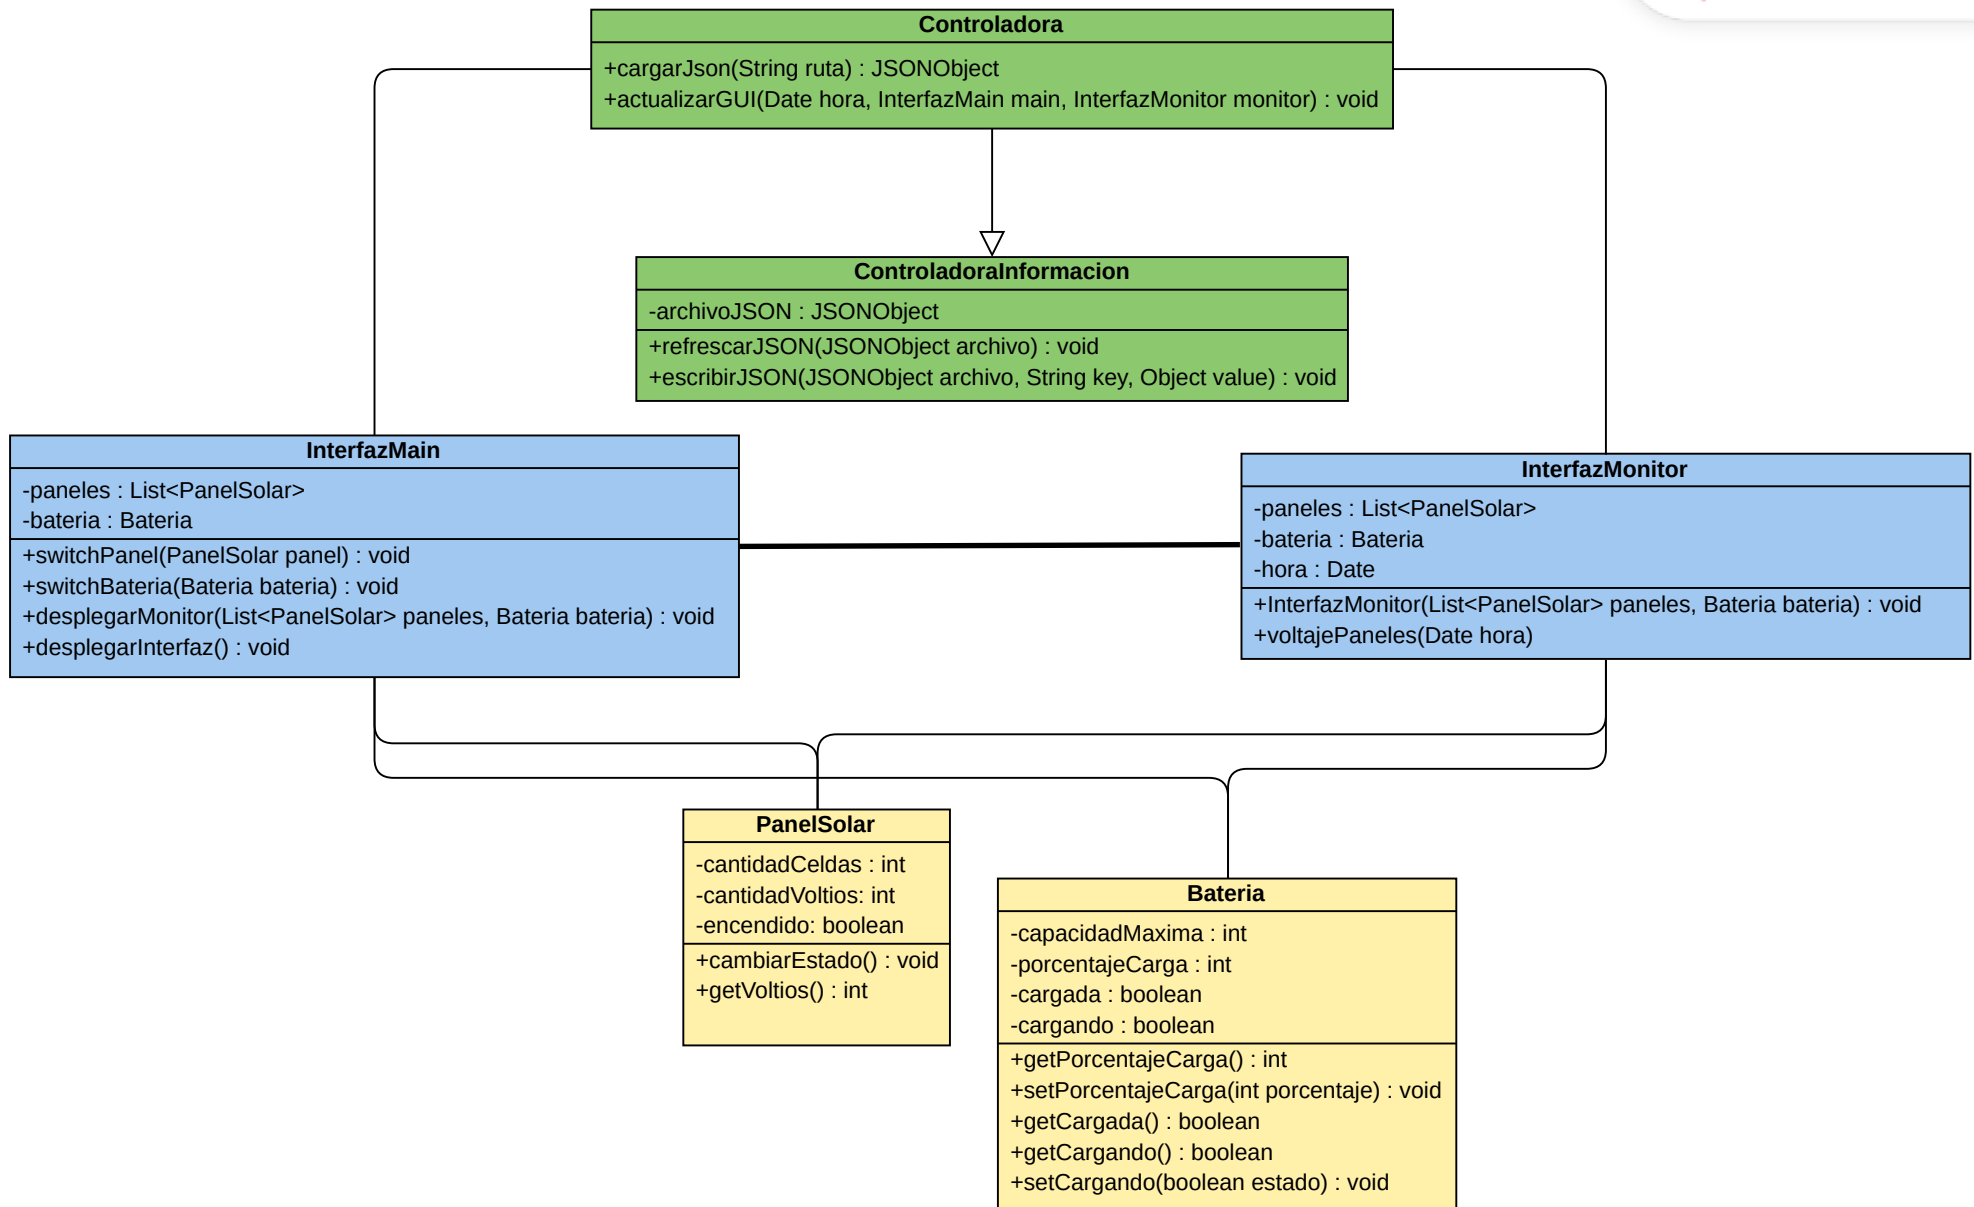 Controladora
+cargarJson(String ruta) : JSONObject
+actualizarGUI(Date hora, InterfazMain main, InterfazMonitor monitor) : void
ControladoraInformacion
-archivoJSON : JSONObject
+refrescarJSON(JSONObject archivo) : void
+escribirJSON(JSONObject archivo, String key, Object value) : void
InterfazMain
-paneles : List<PanelSolar>
-bateria : Bateria
+switchPanel(PanelSolar panel) : void
+switchBateria(Bateria bateria) : void
+desplegarMonitor(List<PanelSolar> paneles, Bateria bateria) : void
+desplegarInterfaz() : void
InterfazMonitor
-paneles : List<PanelSolar>
-bateria : Bateria
-hora : Date
+InterfazMonitor(List<PanelSolar> paneles, Bateria bateria) : void
+voltajePaneles(Date hora)
PanelSolar
-cantidadCeldas : int
-cantidadVoltios: int
-encendido: boolean
+cambiarEstado() : void
+getVoltios() : int
Bateria
-capacidadMaxima : int
-porcentajeCarga : int
-cargada : boolean
-cargando : boolean
+getPorcentajeCarga() : int
+setPorcentajeCarga(int porcentaje) : void
+getCargada() : boolean
+getCargando() : boolean
+setCargando(boolean estado) : void